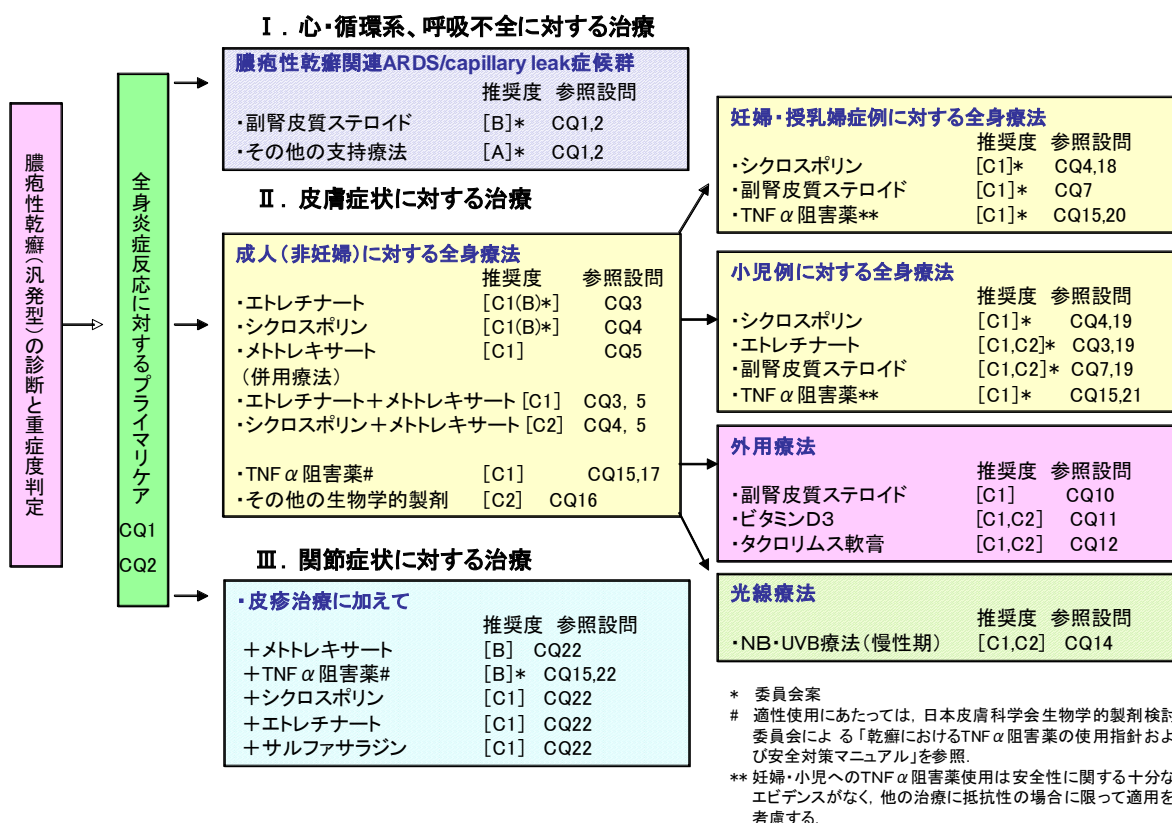 膿疱性乾癬(汎発型)の診断と重症度判定
全身炎症反応に対するプライマリケア
CQ1
CQ2
Ⅰ．心・循環系、呼吸不全に対する治療
膿疱性乾癬関連ARDS/capillary leak症候群
推奨度 参照設問
・副腎皮質ステロイド [B]* CQ1,2
・その他の支持療法 [A]* CQ1,2
Ⅱ．皮膚症状に対する治療
成人(非妊婦)に対する全身療法
推奨度 参照設問
・エトレチナート [C1(B)*] CQ3
・シクロスポリン [C1(B)*] CQ4
・メトトレキサート [C1] CQ5
(併用療法)
・エトレチナート＋メトトレキサート [C1] CQ3, 5
・シクロスポリン＋メトトレキサート [C2] CQ4, 5
・TNFα阻害薬# [C1] CQ15,17
・その他の生物学的製剤 [C2] CQ16
Ⅲ．関節症状に対する治療
・皮疹治療に加えて
推奨度 参照設問
＋メトトレキサート [B] CQ22
＋TNFα阻害薬# [B]* CQ15,22
＋シクロスポリン [C1] CQ22
＋エトレチナート [C1] CQ22
＋サルファサラジン [C1] CQ22
妊婦・授乳婦症例に対する全身療法
推奨度 参照設問
・シクロスポリン [C1]* CQ4,18
・副腎皮質ステロイド [C1]* CQ7
・TNFα阻害薬** [C1]* CQ15,20
小児例に対する全身療法
推奨度 参照設問
・シクロスポリン [C1]* CQ4,19
・エトレチナート [C1,C2]* CQ3,19
・副腎皮質ステロイド [C1,C2]* CQ7,19
・TNFα阻害薬** [C1]* CQ15,21
外用療法
推奨度 参照設問
・副腎皮質ステロイド [C1] CQ10
・ビタミンD3 [C1,C2] CQ11
・タクロリムス軟膏 [C1,C2] CQ12
光線療法
推奨度 参照設問
・NB・UVB療法(慢性期) [C1,C2] CQ14
* 委員会案
# 適性使用にあたっては, 日本皮膚科学会生物学的製剤検討
委員会によ る「乾癬におけるTNFα阻害薬の使用指針およ
び安全対策マニュアル」を参照.
** 妊婦・小児へのTNFα阻害薬使用は安全性に関する十分な
エビデンスがなく, 他の治療に抵抗性の場合に限って適用を
考慮する.